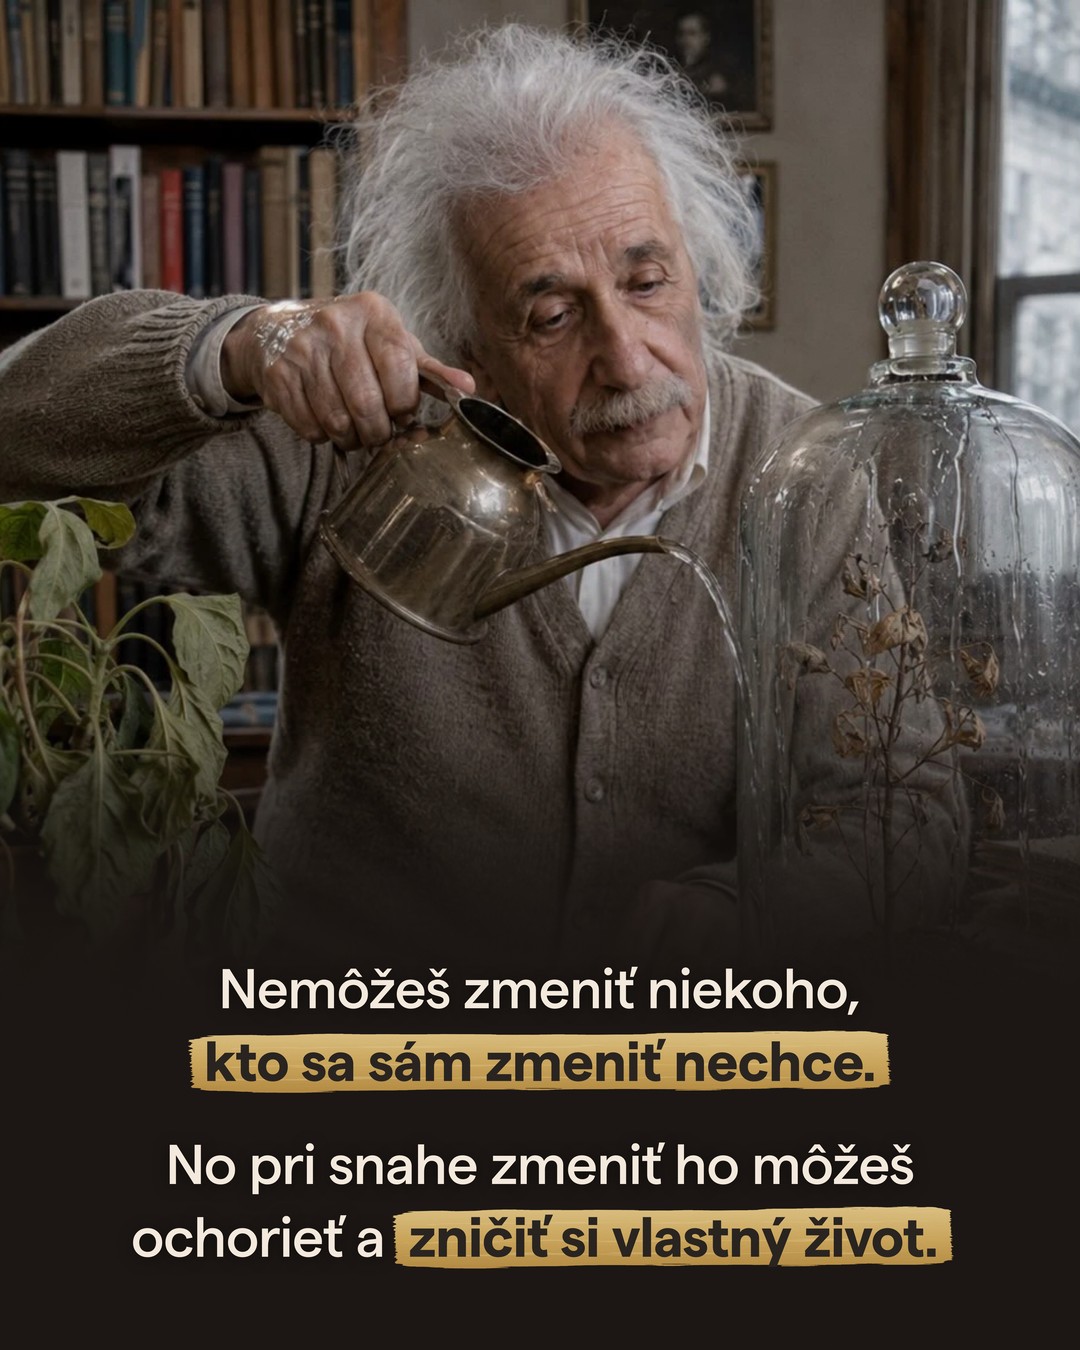 Nemôžeš zmeniť niekoho,
kto sa sám zmeniť nechce.
No pri snahe zmeniť ho môžeš
ochorieť a zničiť si vlastný život.